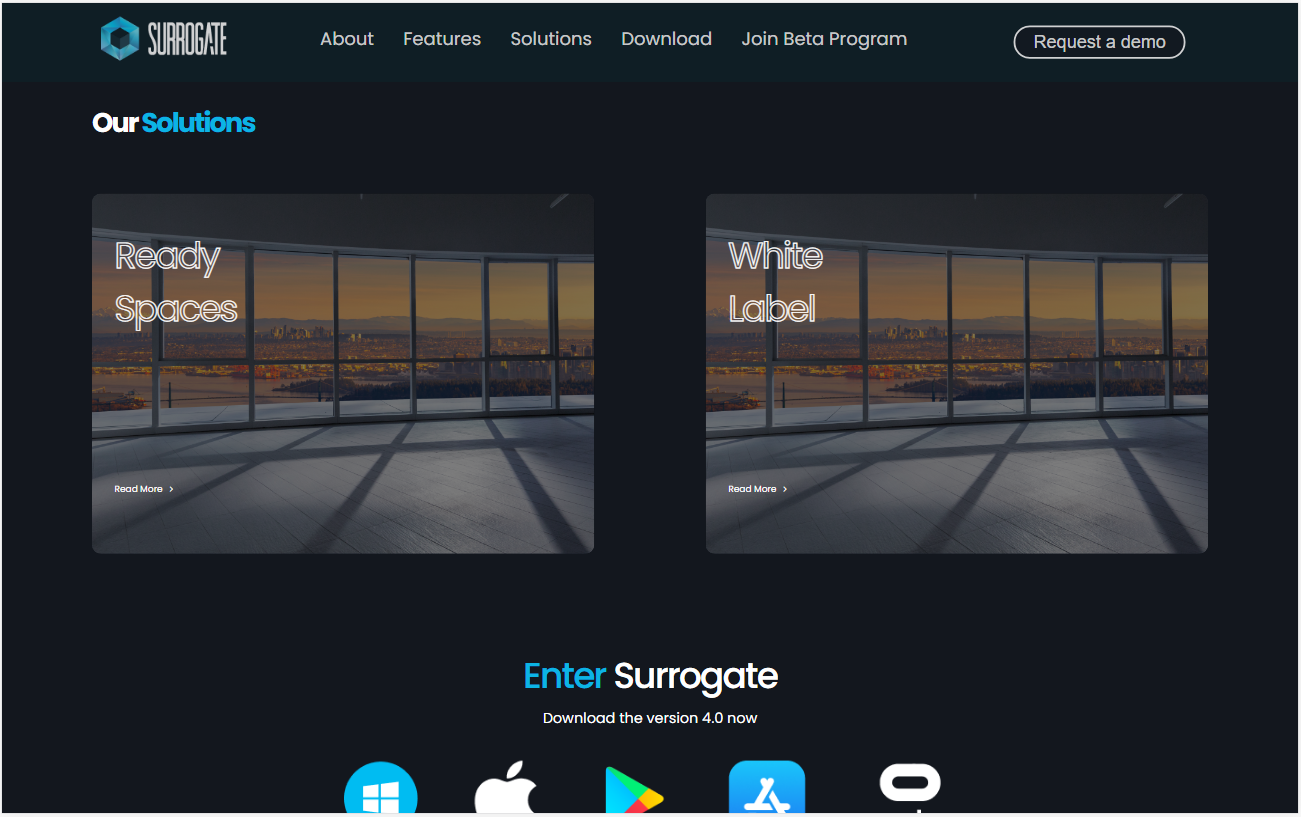 SURROGATE
About
Features
Solutions
Download
Join Beta Program
Request a demo
Our Solutions
Ready
Spaces
Read More >
White
Label
Read More >
Enter Surrogate
Download the version 4.0 now